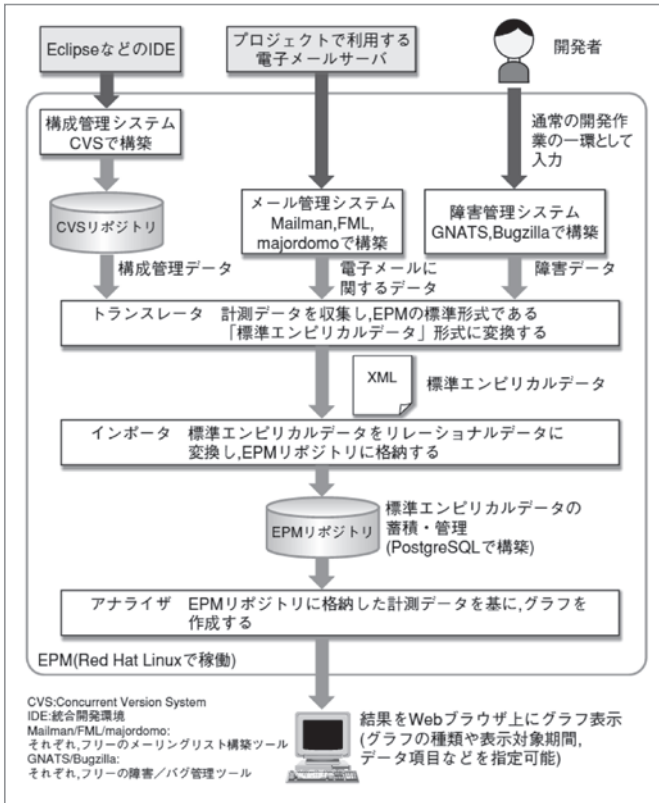 EclipseなどのIDE
プロジェクトで利用する
電子メールサーバ
開発者
構成管理システム
CVSで構築
通常の開発作
業の一環として
入力
CVSリポジトリ
メール管理システム
Mailman,FML,
majordomoで構築
障害管理システム
GNATS,Bugzillaで構築
構成管理データ
電子メールに
関するデータ
障害データ
トランスレータ 計測データを収集し,EPMの標準形式である
「標準エンピリカルデータ」形式に変換する
XML
標準エンピリカルデータ
インポータ 標準エンピリカルデータをリレーショナルデータに
変換し,EPMリポジトリに格納する
EPMリポジトリ
標準エンピリカルデータの
蓄積・管理
(PostgreSQLで構築)
アナライザ EPMリポジトリに格納した計測データを基に,グラフを
作成する
EPM(Red Hat Linuxで稼働)
CVS:Concurrent Version System
IDE:統合開発環境
Mailman/FML/majordomo:
それぞれ,フリーのメーリングリスト構築ツール
GNATS/Bugzilla:
それぞれ,フリーの障害／バグ管理ツール
結果をWebブラウザ上にグラフ表示
(グラフの種類や表示対象期間,
データ項目などを指定可能)